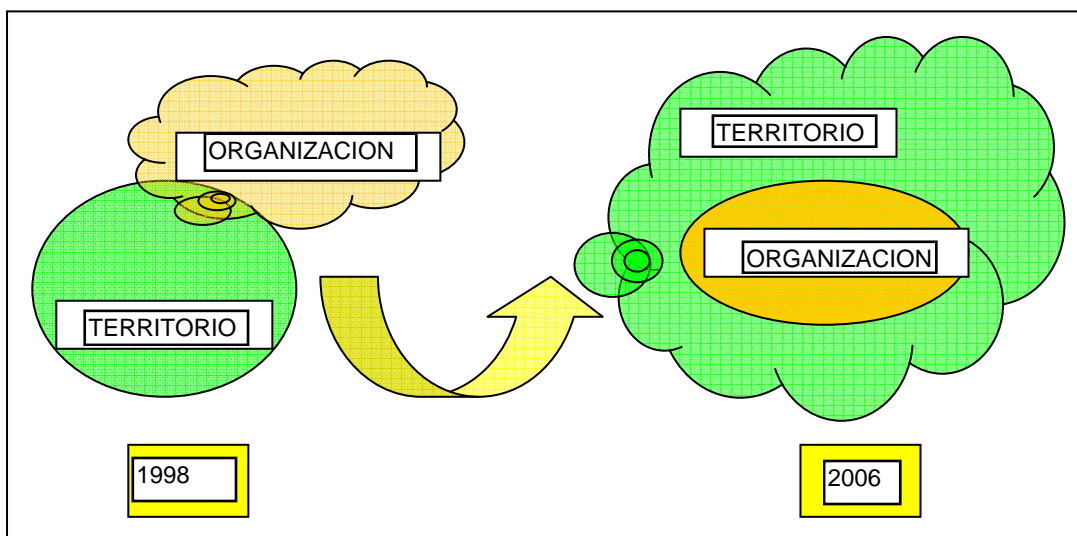 ORGANIZACION
TERRITORIO
1998
TERRITORIO
ORGANIZACION
2006